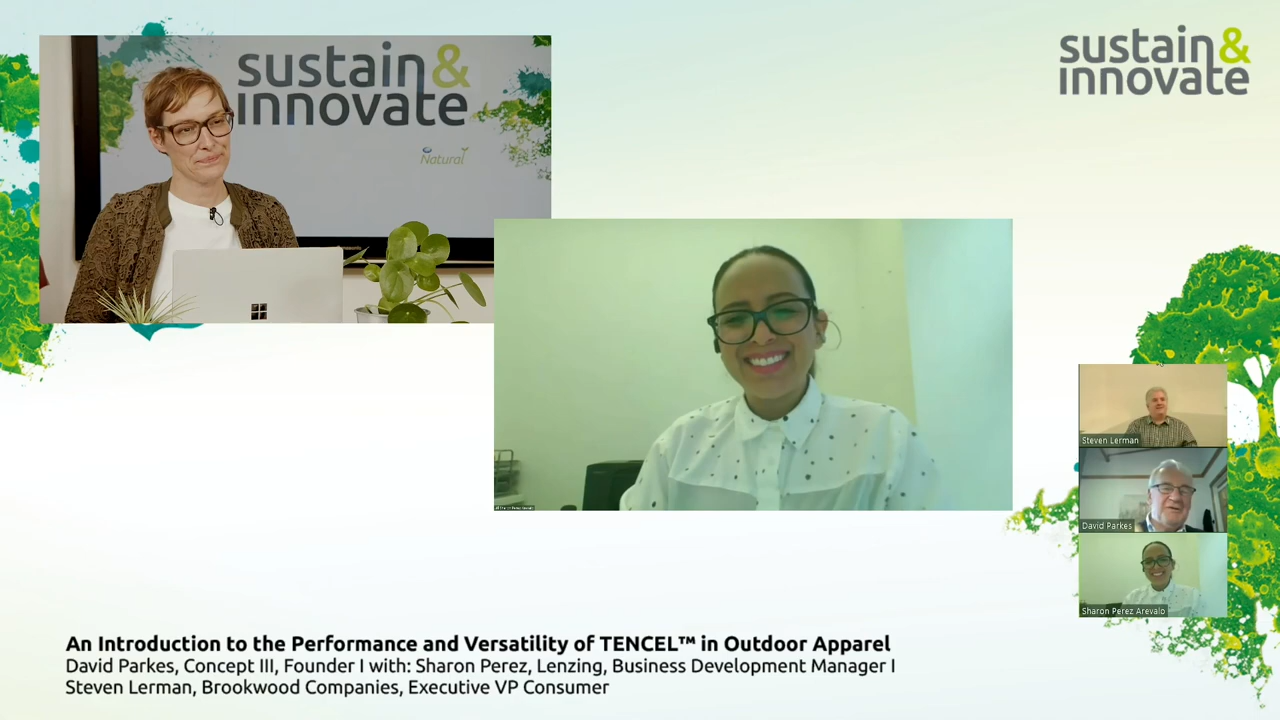 sustain&
innovate
Natural
sustain&
innovate
Steven Lerman
David Parkes
Sharon Perez Arevalo
An Introduction to the Performance and Versatility of TENCEL™ in Outdoor Apparel
David Parkes, Concept III, Founder I with: Sharon Perez, Lenzing, Business Development Manager I
Steven Lerman, Brookwood Companies, Executive VP Consumer